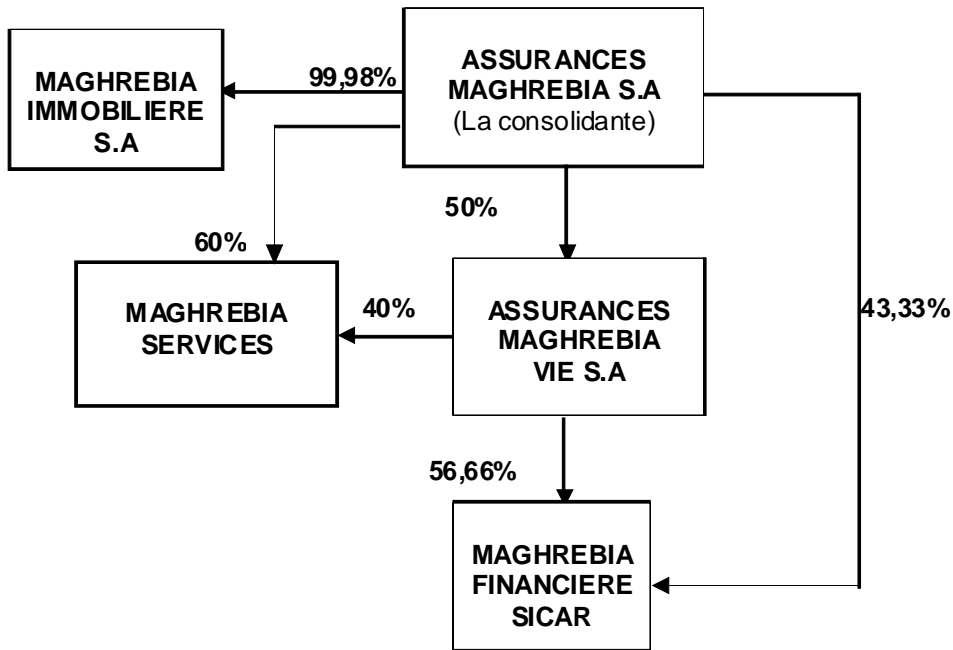 MAGHREBIA
IMMOBILIERE
S.A
99,98%
ASSURANCES
MAGHREBIA S.A
(La consolidante)
50%
60%
MAGHREBIA
SERVICES
40%
ASSURANCES
MAGHREBIA
VIE S.A
43,33%
56,66%
MAGHREBIA
FINANCIERE
SICAR